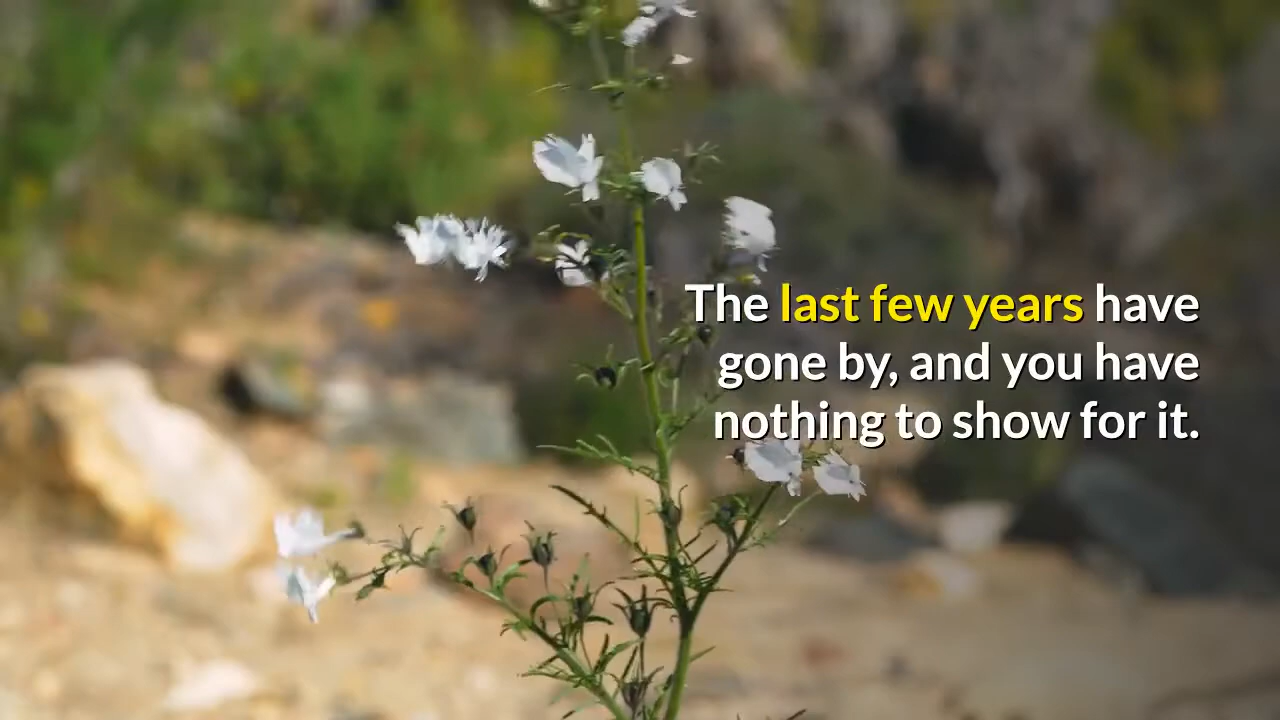 The last few years have
gone by, and you have
nothing to show for it.